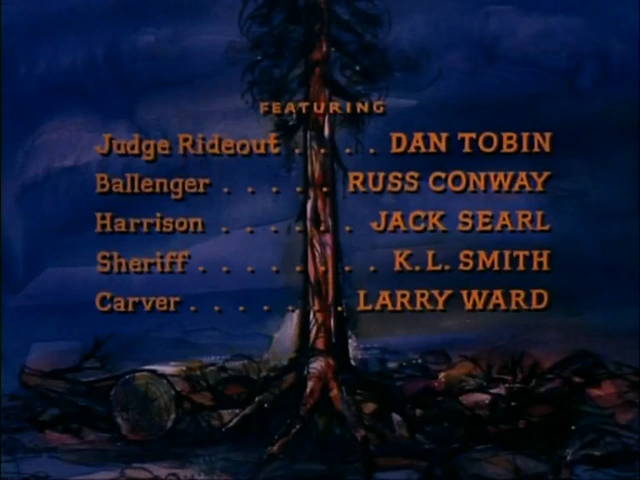 FEATURING
Judge Rideout . . . . . DAN TOBIN
Ballenger . . . . . RUSS CONWAY
Harrison . . . . . JACK SEARL
Sheriff . . . . . . . . K. L. SMITH
Carver . . . . . . . LARRY WARD